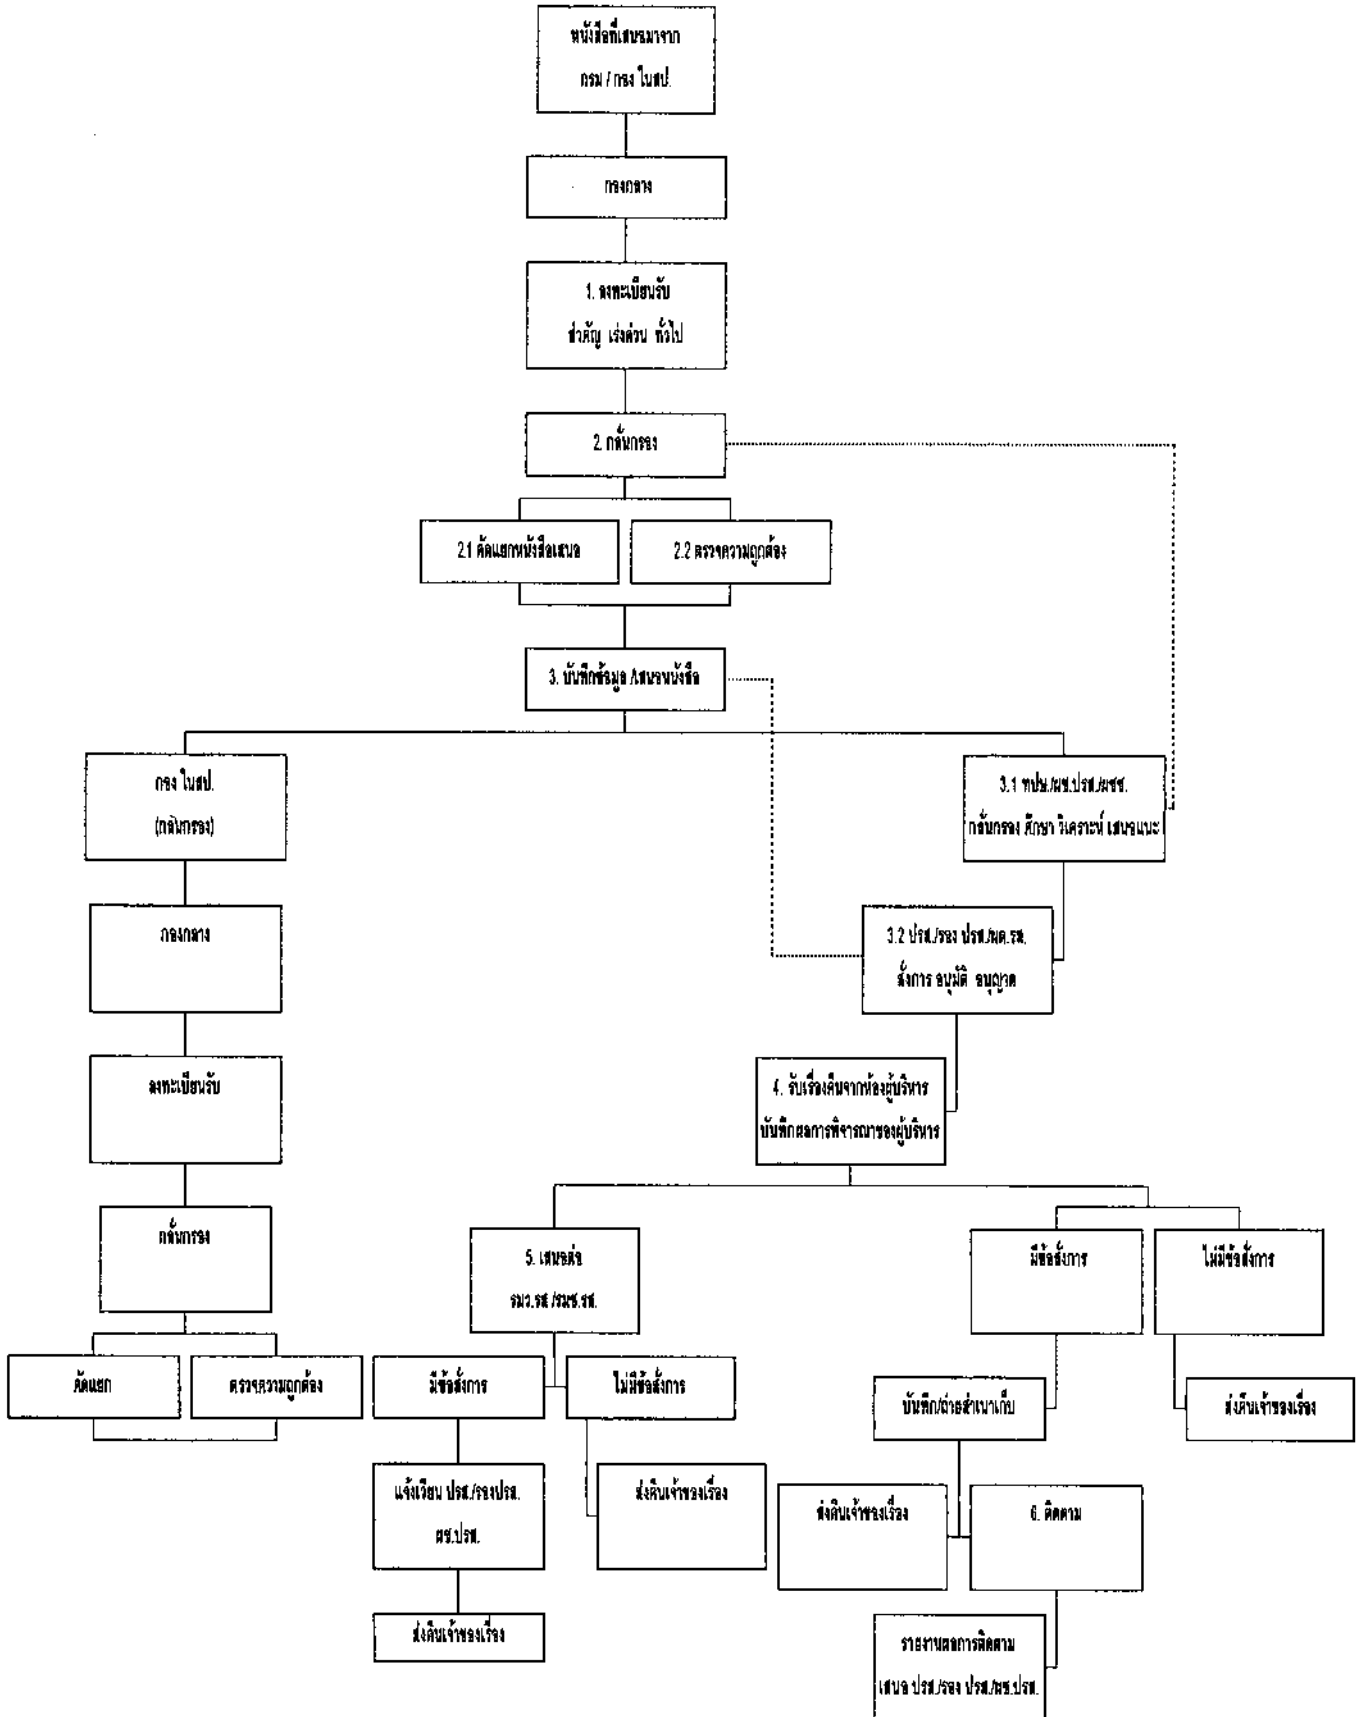 หนังสือที่เสนอมาจาก
กรม / กอง ในสป.
กองกลาง
1. ลงทะเบียนรับ
สำคัญ เร่งด่วน ทั่วไป
2. กลั่นกรอง
2.1 คัดแยกหนังสือเสนอ
2.2 ตรวจความถูกต้อง
3. บันทึกข้อมูล /เสนอหนังสือ
กอง ในสป.
(กลั่นกรอง)
3.1 ทปษ./ผช.ปรส./ผชช.
กลั่นกรอง ศึกษา วิเคราะห์ เสนอแนะ
กองกลาง
3.2 ปรส./รอง ปรส./ผต.รส.
สั่งการ อนุมัติ อนุญาต
ลงทะเบียนรับ
4. รับเรื่องคืนจากห้องผู้บริหาร
บันทึกผลการพิจารณาของผู้บริหาร
กลั่นกรอง
5. เสนอต่อ
รมว.รส./รมช.รส.
มีข้อสั่งการ
ไม่มีข้อสั่งการ
คัดแยก
ตรวจความถูกต้อง
มีข้อสั่งการ
ไม่มีข้อสั่งการ
บันทึก/ถ่ายสำเนาเก็บ
ส่งคืนเจ้าของเรื่อง
แจ้งเวียน ปรส./รองปรส.
ผช.ปรส.
ส่งคืนเจ้าของเรื่อง
ส่งคืนเจ้าของเรื่อง
6. ติดตาม
ส่งคืนเจ้าของเรื่อง
รายงานผลการติดตาม
เสนอ ปรส./รอง ปรส./ผช.ปรส.